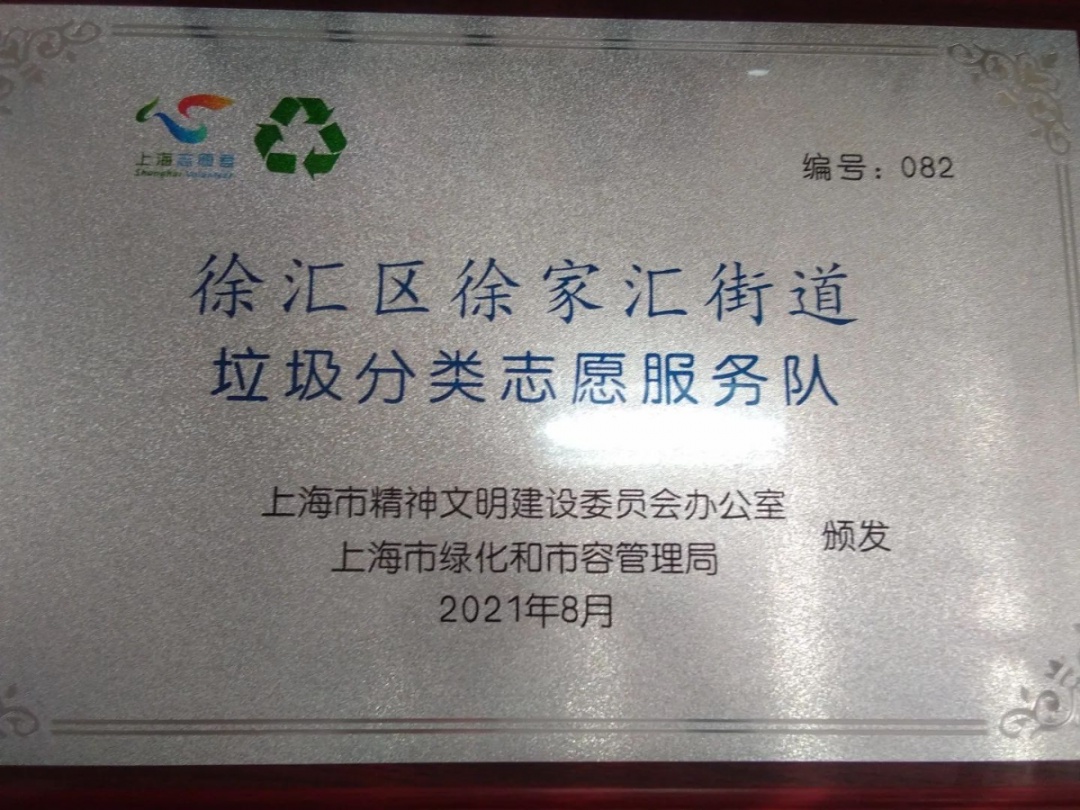 上海志愿者
Shanghai Volunteer
编号：082
徐汇区徐家汇街道
垃圾分类志愿服务队
上海市精神文明建设委员会办公室
上海市绿化和市容管理局
颁发
2021年8月